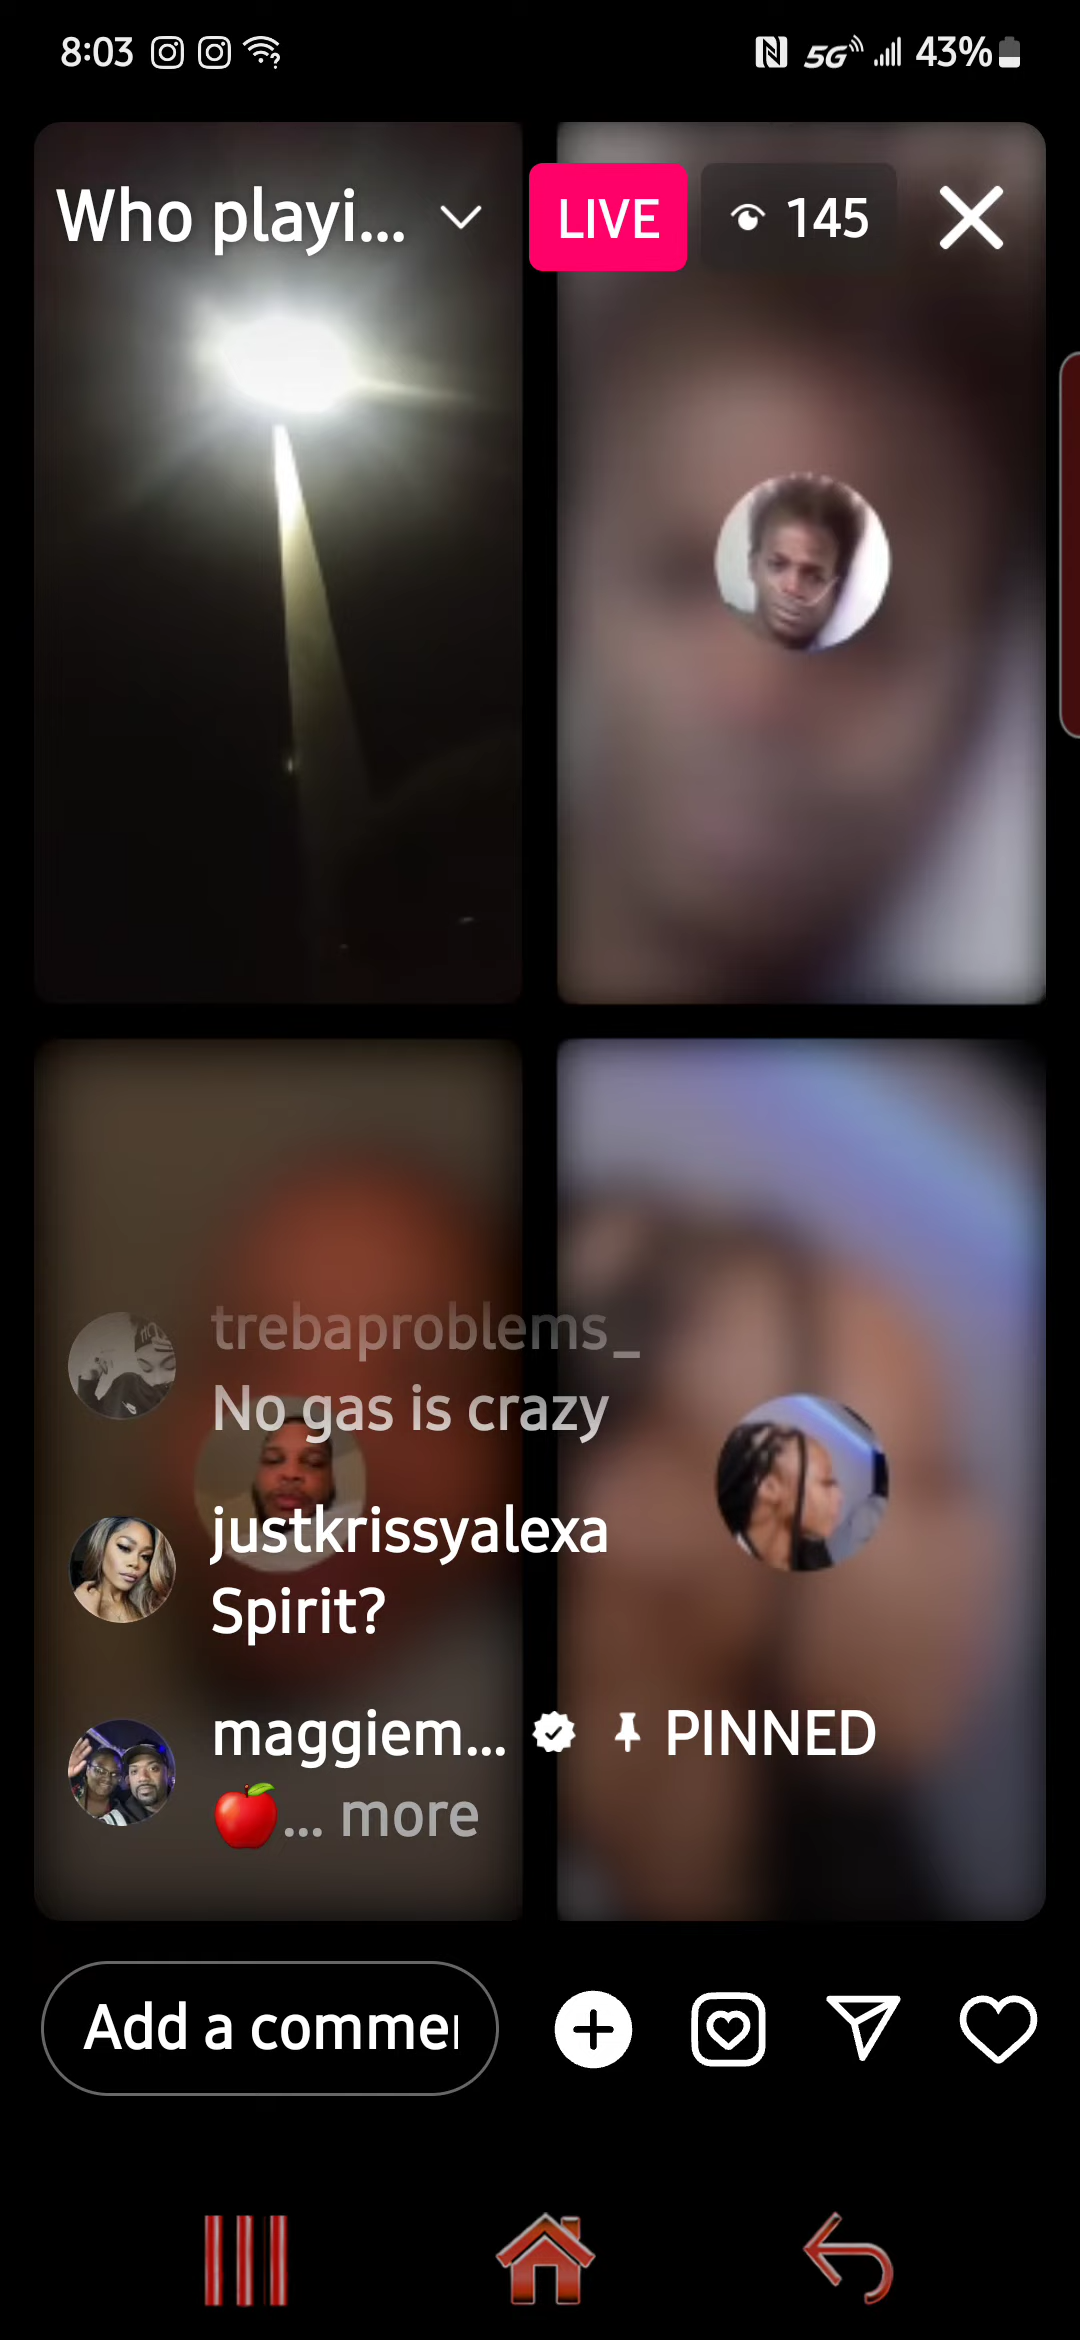 8:03
5G 43%
Who playi...
LIVE
145
trebaproblems_
No gas is crazy
justkrissyalexa
Spirit?
maggiem... PINNED
🍎... more
Add a comme